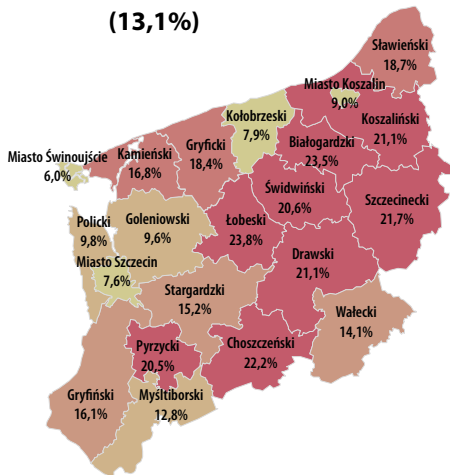 (13,1%)
Sławieński
18,7%
Miasto Koszalin
9,0%
Kołobrzeski
7,9%
Koszaliński
21,1%
Białogardzki
23,5%
Gryficki
18,4%
Kamieński
16,8%
Miasto Świnoujście
6,0%
Świdwiński
20,6%
Szczecinecki
21,7%
Goleniowski
9,6%
Łobeski
23,8%
Policki
9,8%
Miasto Szczecin
7,6%
Drawski
21,1%
Stargardzki
15,2%
Wałecki
14,1%
Pyrzycki
20,5%
Choszczeński
22,2%
Gryfiński
16,1%
Myśltiborski
12,8%